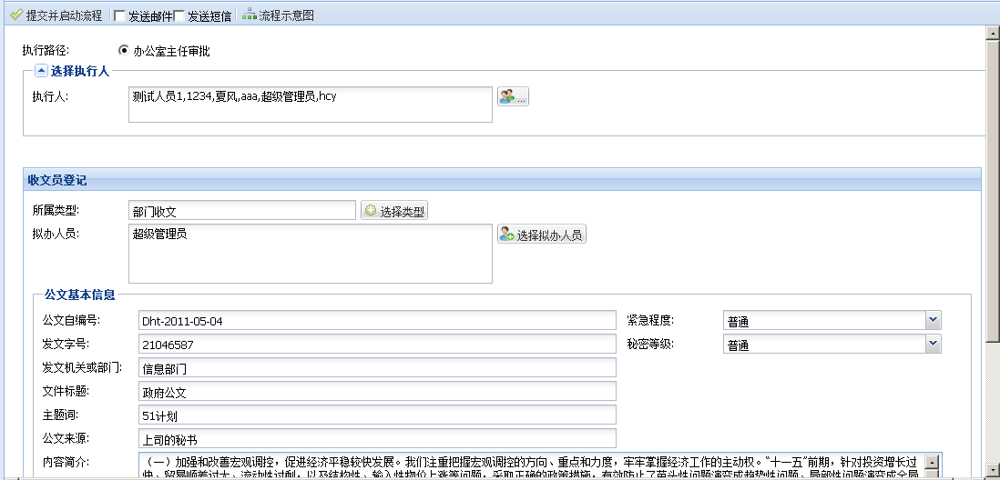 提交并启动流程 发送邮件 发送短信 流程示意图
执行路径: 办公室主任审批
选择执行人
执行人: 测试人员1,1234,夏风,aaa,超级管理员,hcy
...
收文员登记
所属类型: 部门收文 选择类型
拟办人员: 超级管理员 选择拟办人员
公文基本信息
公文自编号: Dht-2011-05-04 紧急程度: 普通
发文字号: 21046587 秘密等级: 普通
发文机关或部门: 信息部门
文件标题: 政府公文
主题词: 51计划
公文来源: 上司的秘书
内容简介: （一）加强和改善宏观调控，促进经济平稳较快发展。我们注重把握宏观调控的方向、重点和力度，牢牢掌握经济工作的主动权。“十一五”前期，针对投资增长过
快、贸易顺差过大、流动性过剩，以及结构性、输入性物价上涨等问题，采取正确的政策措施，有效防止了苗头性问题演变成趋势性问题、局部性问题演变成全局